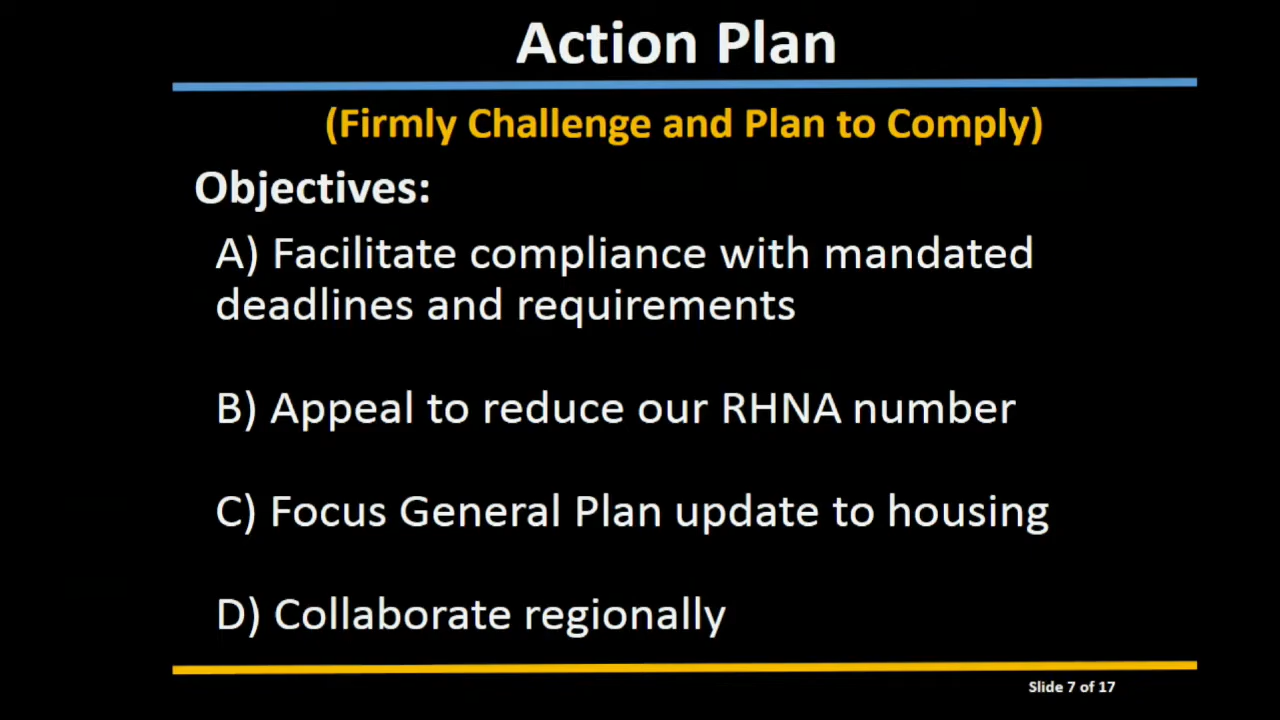 Action Plan
(Firmly Challenge and Plan to Comply)
Objectives:
A) Facilitate compliance with mandated
deadlines and requirements
B) Appeal to reduce our RHNA number
C) Focus General Plan update to housing
D) Collaborate regionally
Slide 7 of 17